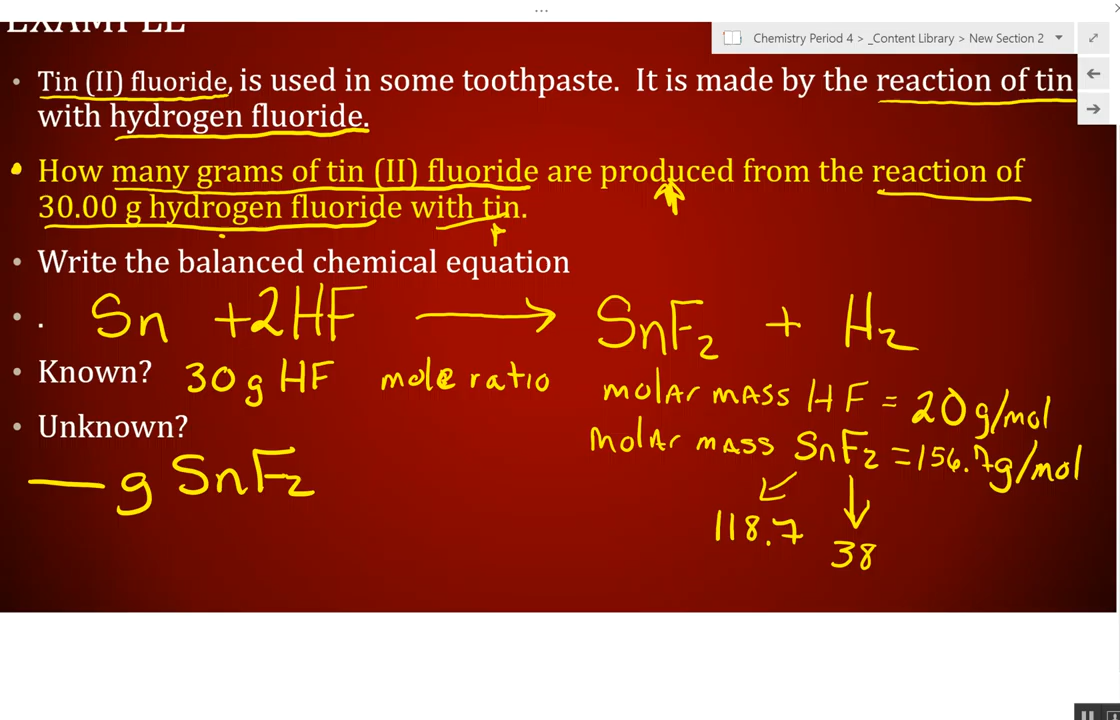 EXAMPLE
Chemistry Period 4 > _Content Library > New Section 2
• Tin (II) fluoride, is used in some toothpaste. It is made by the reaction of tin
with hydrogen fluoride.
• How many grams of tin (II) fluoride are produced from the reaction of
30.00 g hydrogen fluoride with tin.
• Write the balanced chemical equation
• . Sn + 2HF → SnF₂ + H₂
• Known? 30 g HF mole ratio
molar mass HF = 20 g/mol
• Unknown?
molar mass SnF₂ = 156.7 g/mol
__ g SnF₂
118.7 38